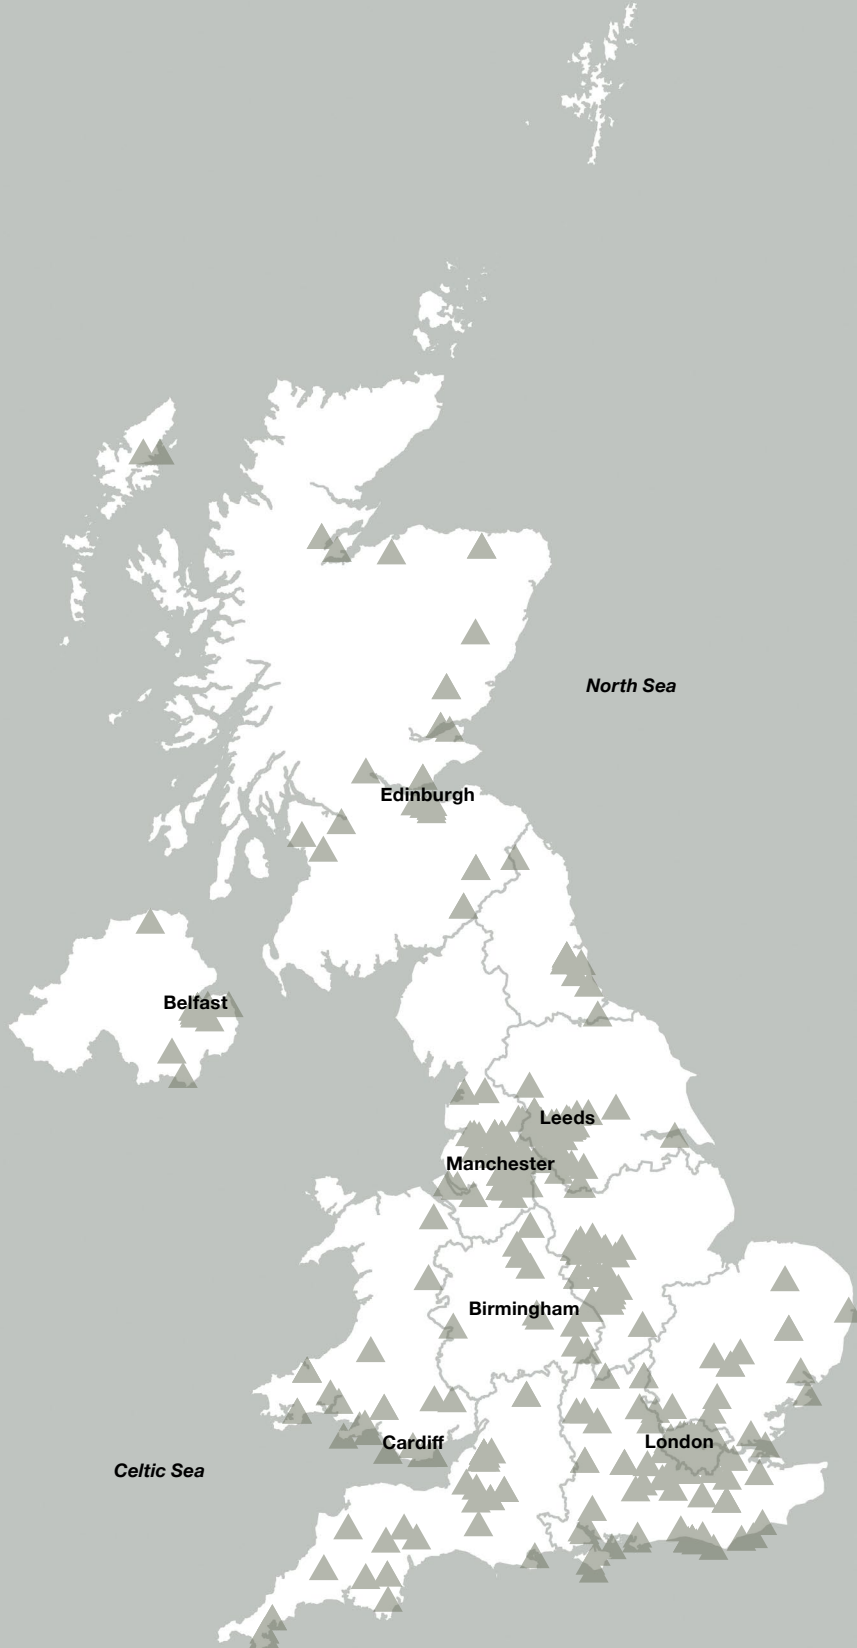 North Sea
Edinburgh
Belfast
Leeds
Manchester
Birmingham
Cardiff
London
Celtic Sea